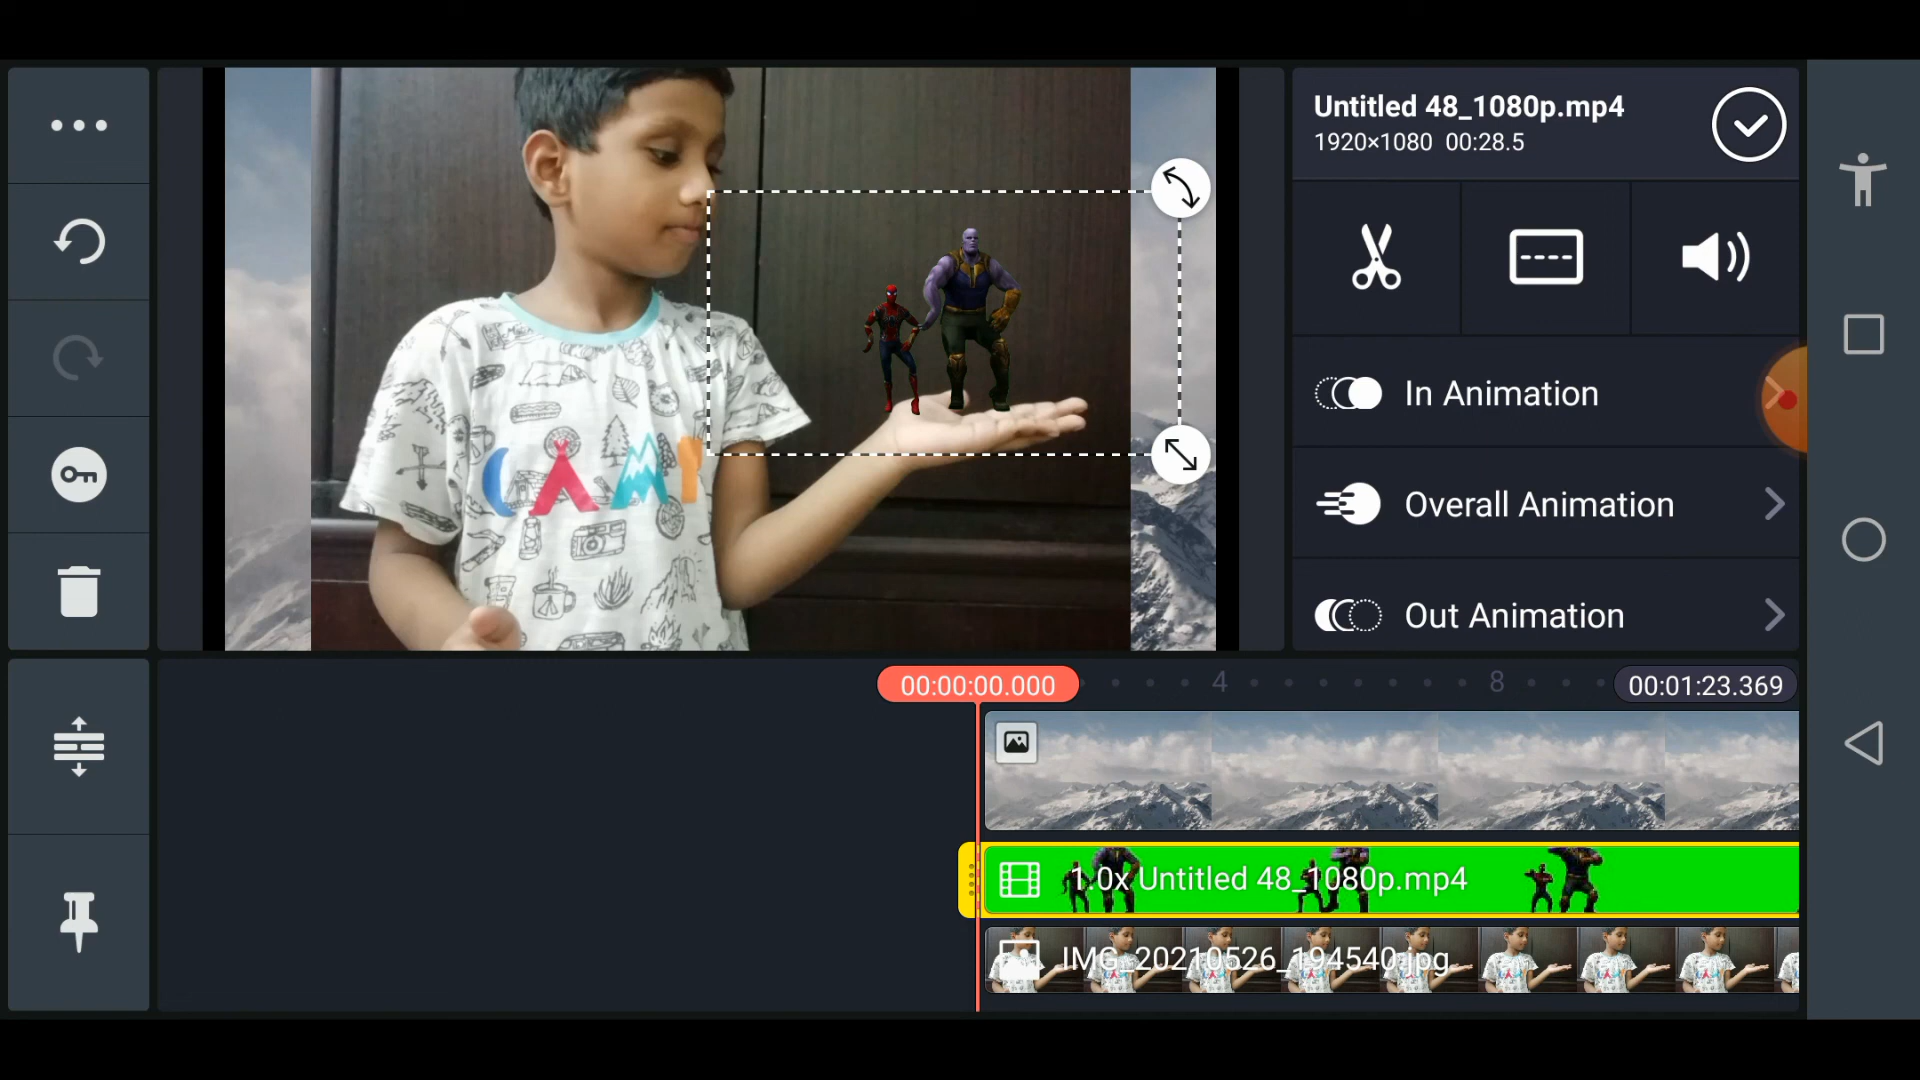 Untitled 48_1080p.mp4
1920×1080 00:28.5
In Animation
Overall Animation
Out Animation
CAMP
00:00:00.000
4
8
00:01:23.369
1.0x Untitled 48_1080p.mp4
IMG_20210526_194540.jpg